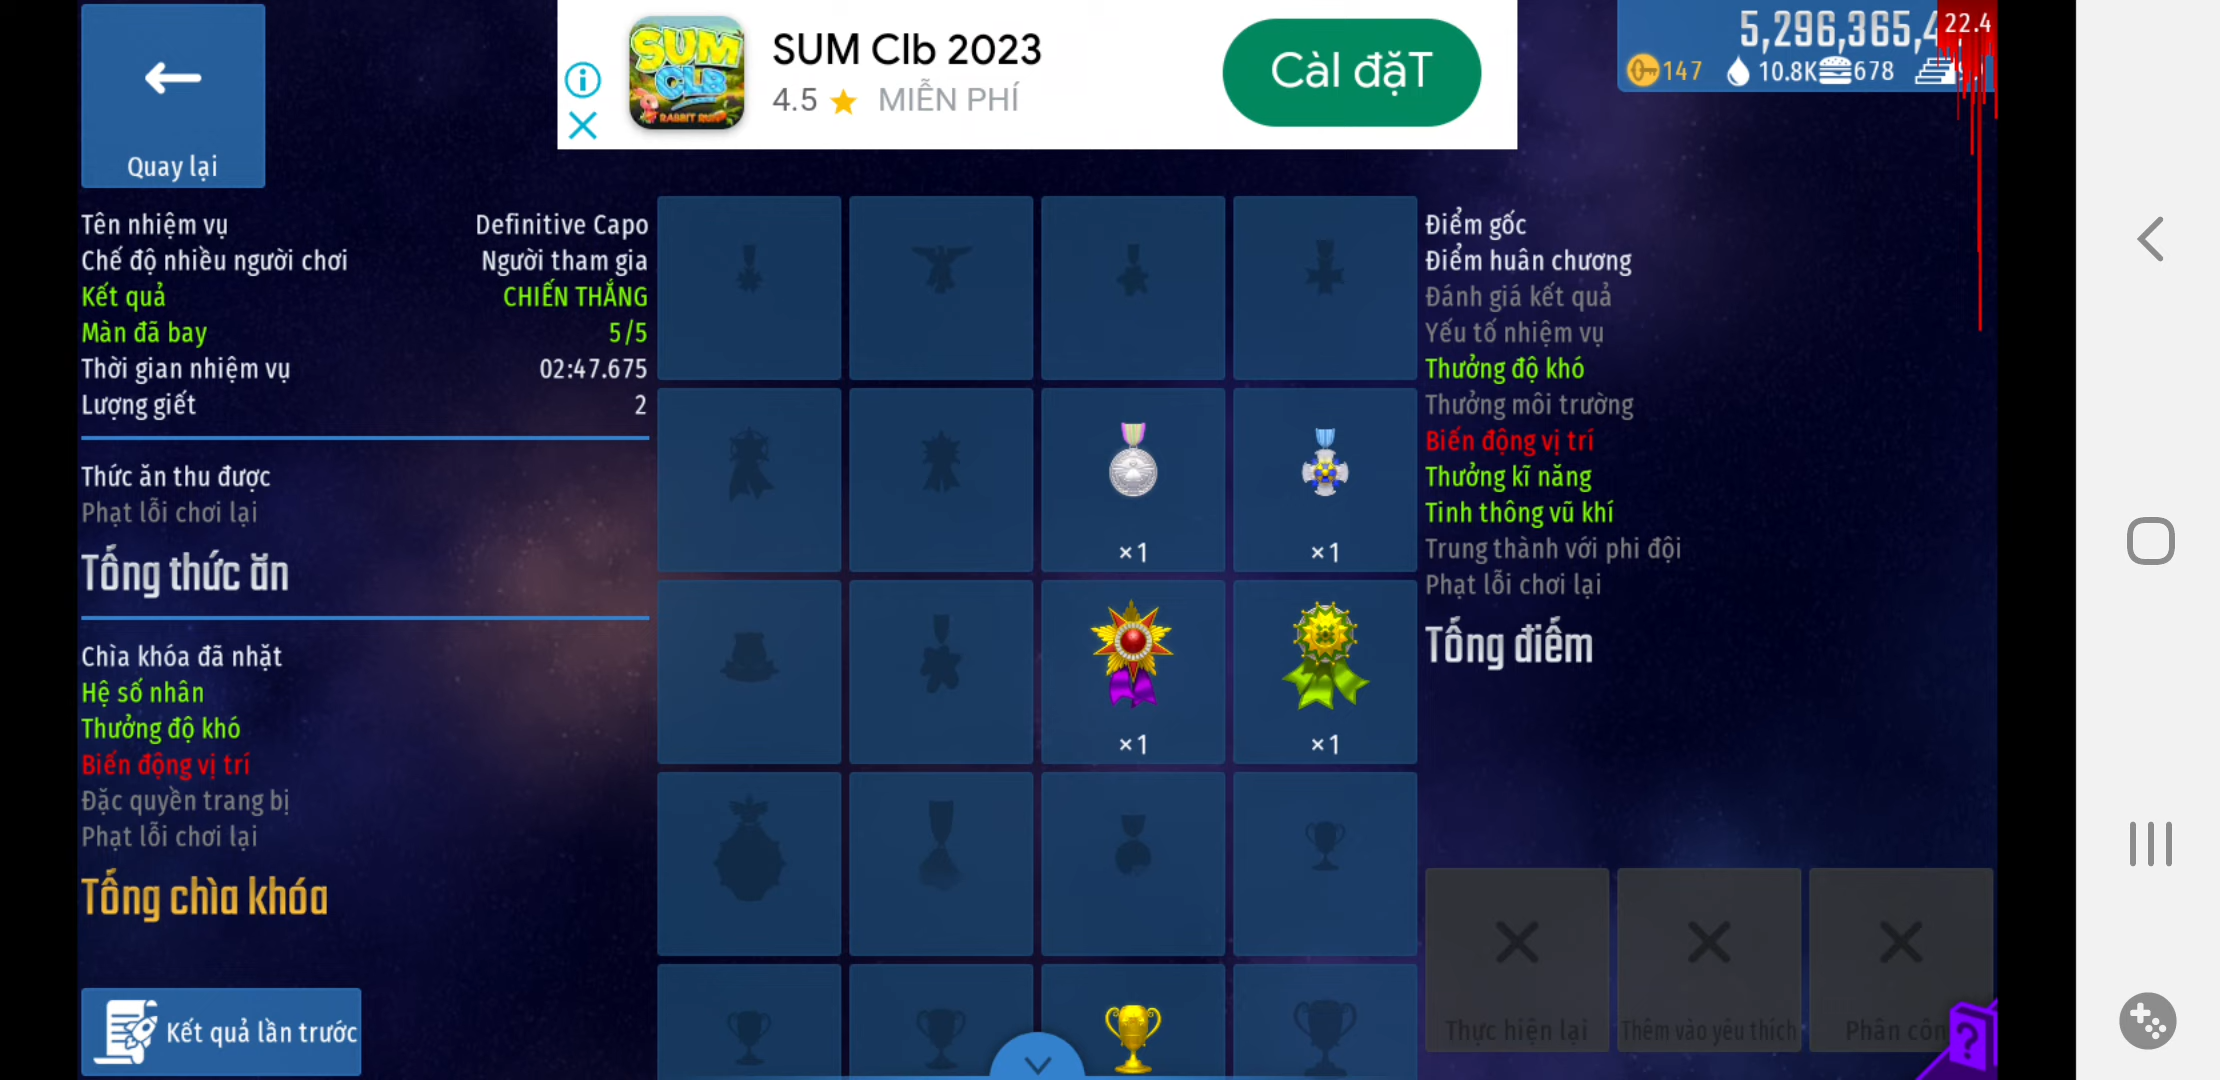 Quay lại
SUM CLB
RABBIT RUN
SUM Clb 2023
4.5 MIỄN PHÍ
Càl đặT
22.4
147 10.8K 678
Tên nhiệm vụ Definitive Capo
Chế độ nhiều người chơi Người tham gia
Kết quả CHIẾN THẮNG
Màn đã bay 5/5
Thời gian nhiệm vụ 02:47.675
Lượng giết 2
Thức ăn thu được
Phạt lỗi chơi lại
Tổng thức ăn
Chìa khóa đã nhặt
Hệ số nhân
Thưởng độ khó
Biến động vị trí
Đặc quyền trang bị
Phạt lỗi chơi lại
Tổng chìa khóa
Kết quả lần trước
×1 ×1
×1 ×1
Điểm gốc
Điểm huân chương
Đánh giá kết quả
Yếu tố nhiệm vụ
Thưởng độ khó
Thưởng môi trường
Biến động vị trí
Thưởng kĩ năng
Tinh thông vũ khí
Trung thành với phi đội
Phạt lỗi chơi lại
Tổng điểm
Thực hiện lại Thêm vào yêu thích Phân côn
?